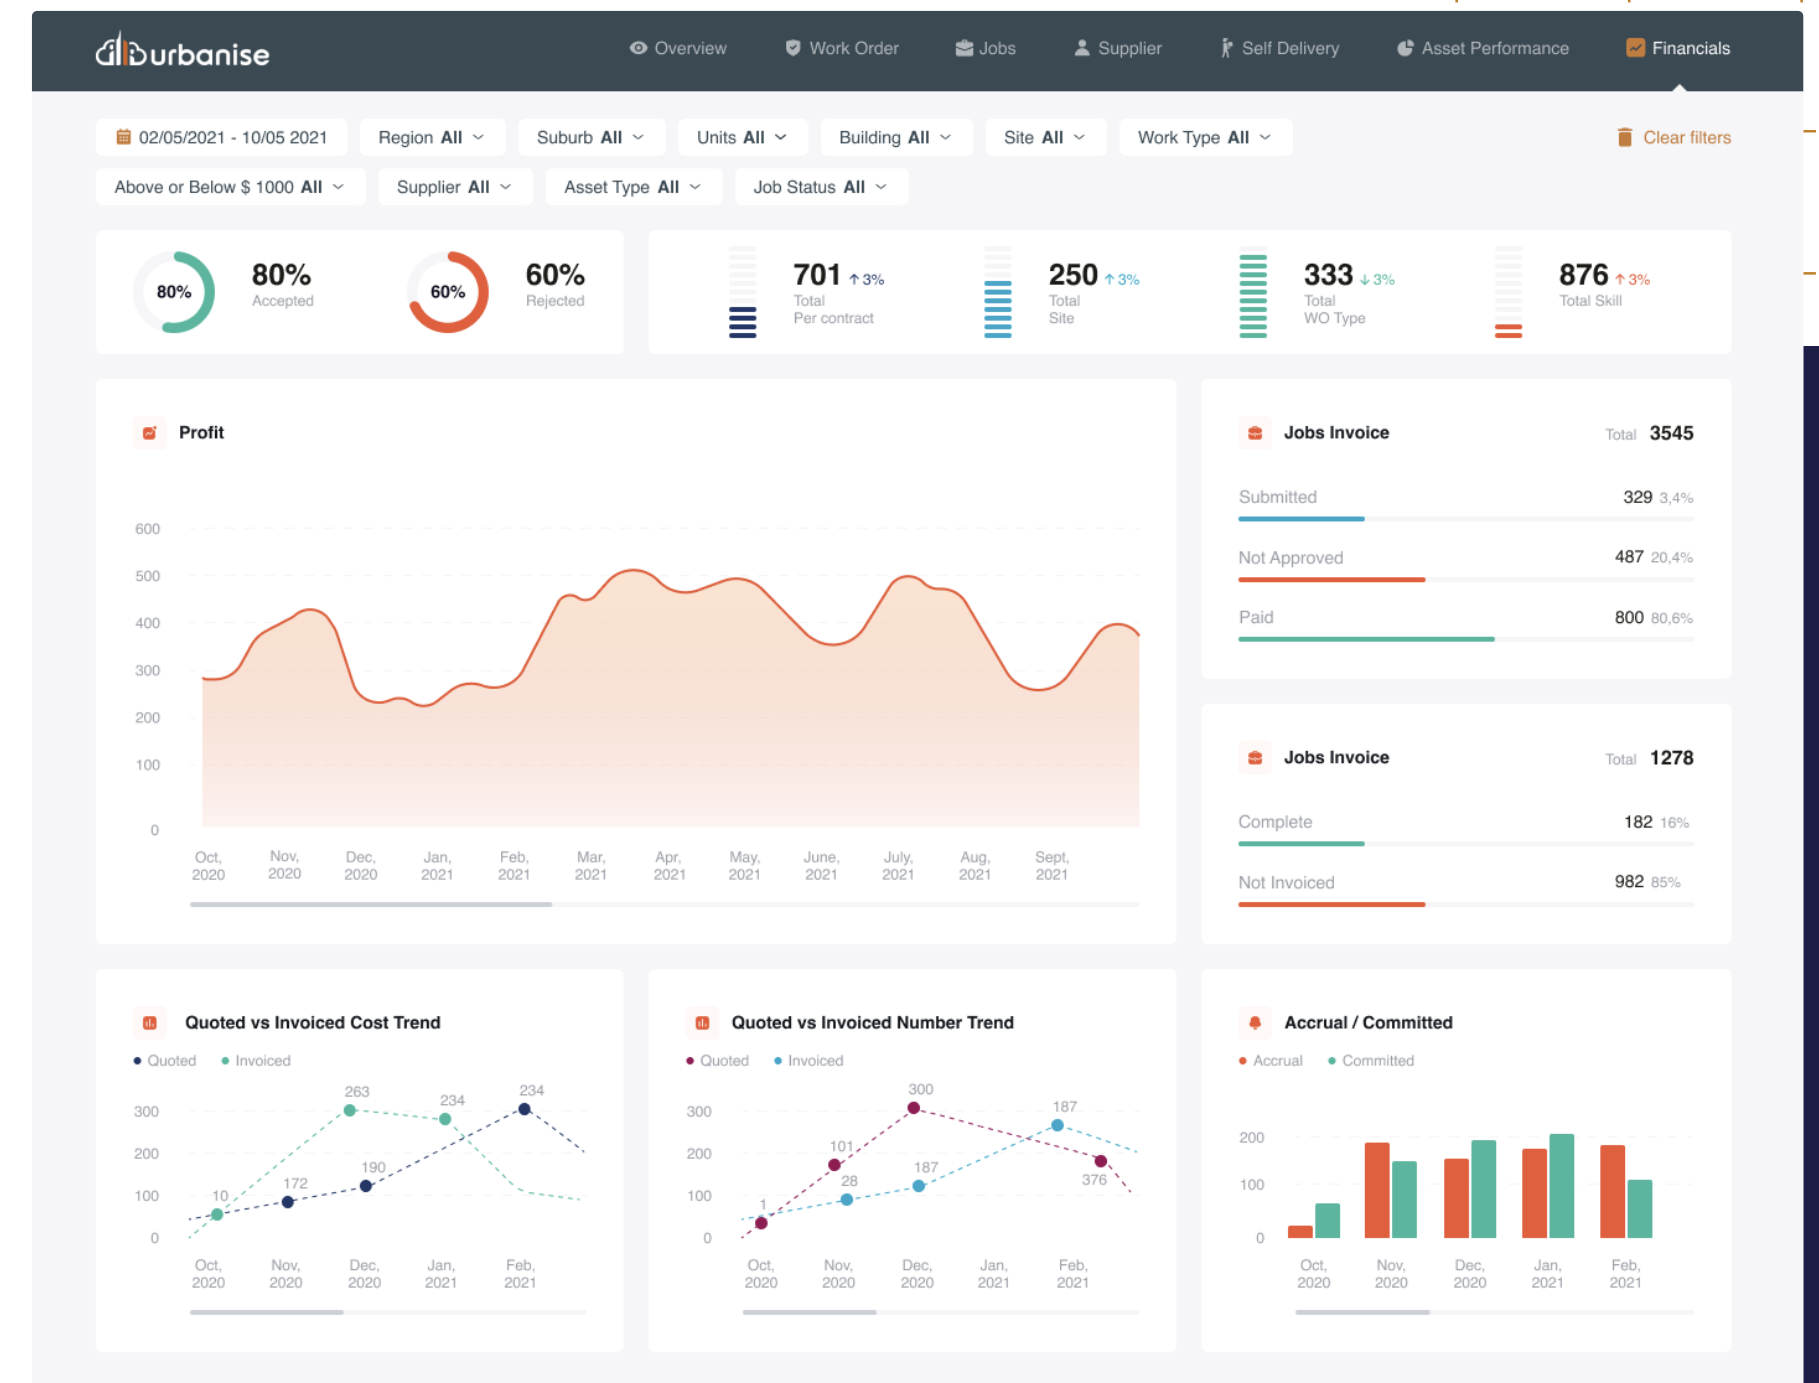 urbanise
Overview
Work Order
Jobs
Supplier
Self Delivery
Asset Performance
Financials
02/05/2021 - 10/05 2021
Region All
Suburb All
Units All
Building All
Site All
Work Type All
Clear filters
Above or Below $ 1000 All
Supplier All
Asset Type All
Job Status All
80%
80%
Accepted
60%
60%
Rejected
701 ↑ 3%
Total
Per contract
250 ↑ 3%
Total
Site
333 ↓ 3%
Total
WO Type
876 ↑ 3%
Total Skill
Profit
600
500
400
300
200
100
0
Oct, 2020
Nov, 2020
Dec, 2020
Jan, 2021
Feb, 2021
Mar, 2021
Apr, 2021
May, 2021
June, 2021
July, 2021
Aug, 2021
Sept, 2021
Jobs Invoice
Total 3545
Submitted
329 3,4%
Not Approved
487 20,4%
Paid
800 80,6%
Jobs Invoice
Total 1278
Complete
182 16%
Not Invoiced
982 85%
Quoted vs Invoiced Cost Trend
Quoted
Invoiced
300
200
100
0
10
172
263
190
234
234
Oct, 2020
Nov, 2020
Dec, 2020
Jan, 2021
Feb, 2021
Quoted vs Invoiced Number Trend
Quoted
Invoiced
300
200
100
0
1
101
28
300
187
187
376
Oct, 2020
Nov, 2020
Dec, 2020
Jan, 2021
Feb, 2021
Accrual / Committed
Accrual
Committed
200
100
0
Oct, 2020
Nov, 2020
Dec, 2020
Jan, 2021
Feb, 2021